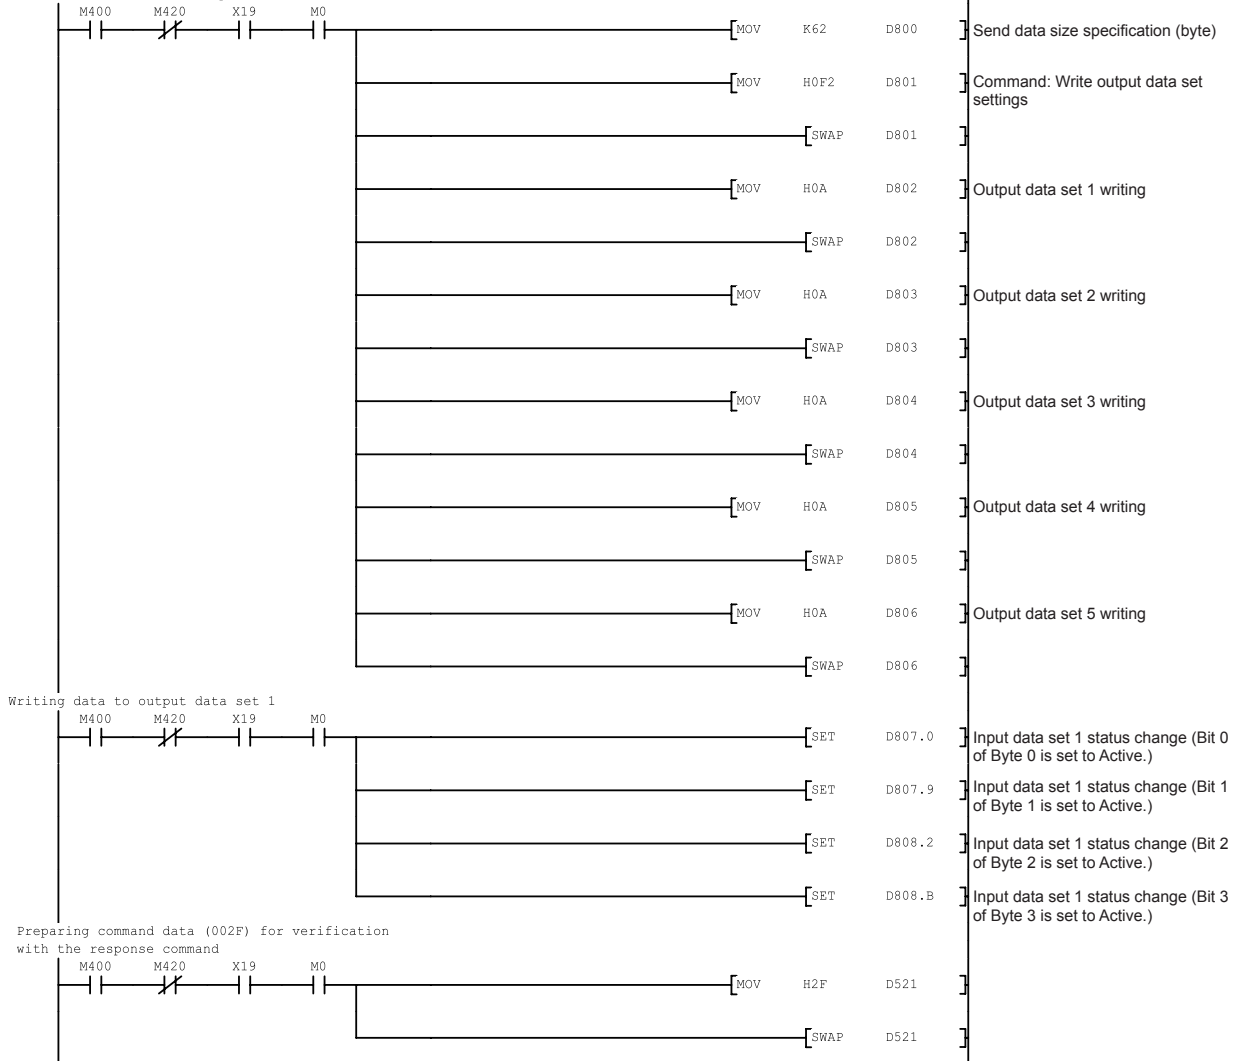 M400 M420 X19 M0
MOV K62 D800 Send data size specification (byte)
MOV H0F2 D801 Command: Write output data set
settings
SWAP D801
MOV H0A D802 Output data set 1 writing
SWAP D802
MOV H0A D803 Output data set 2 writing
SWAP D803
MOV H0A D804 Output data set 3 writing
SWAP D804
MOV H0A D805 Output data set 4 writing
SWAP D805
MOV H0A D806 Output data set 5 writing
SWAP D806
Writing data to output data set 1
M400 M420 X19 M0
SET D807.0 Input data set 1 status change (Bit 0
of Byte 0 is set to Active.)
SET D807.9 Input data set 1 status change (Bit 1
of Byte 1 is set to Active.)
SET D808.2 Input data set 1 status change (Bit 2
of Byte 2 is set to Active.)
SET D808.B Input data set 1 status change (Bit 3
of Byte 3 is set to Active.)
Preparing command data (002F) for verification
with the response command
M400 M420 X19 M0
MOV H2F D521
SWAP D521